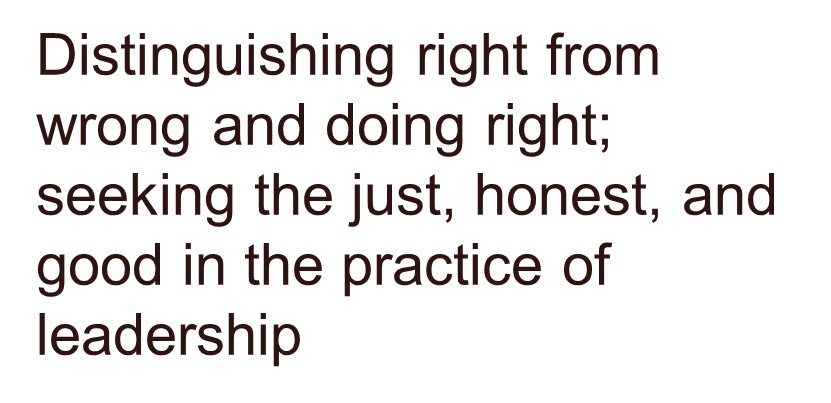 Distinguishing right from
wrong and doing right;
seeking the just, honest, and
good in the practice of
leadership